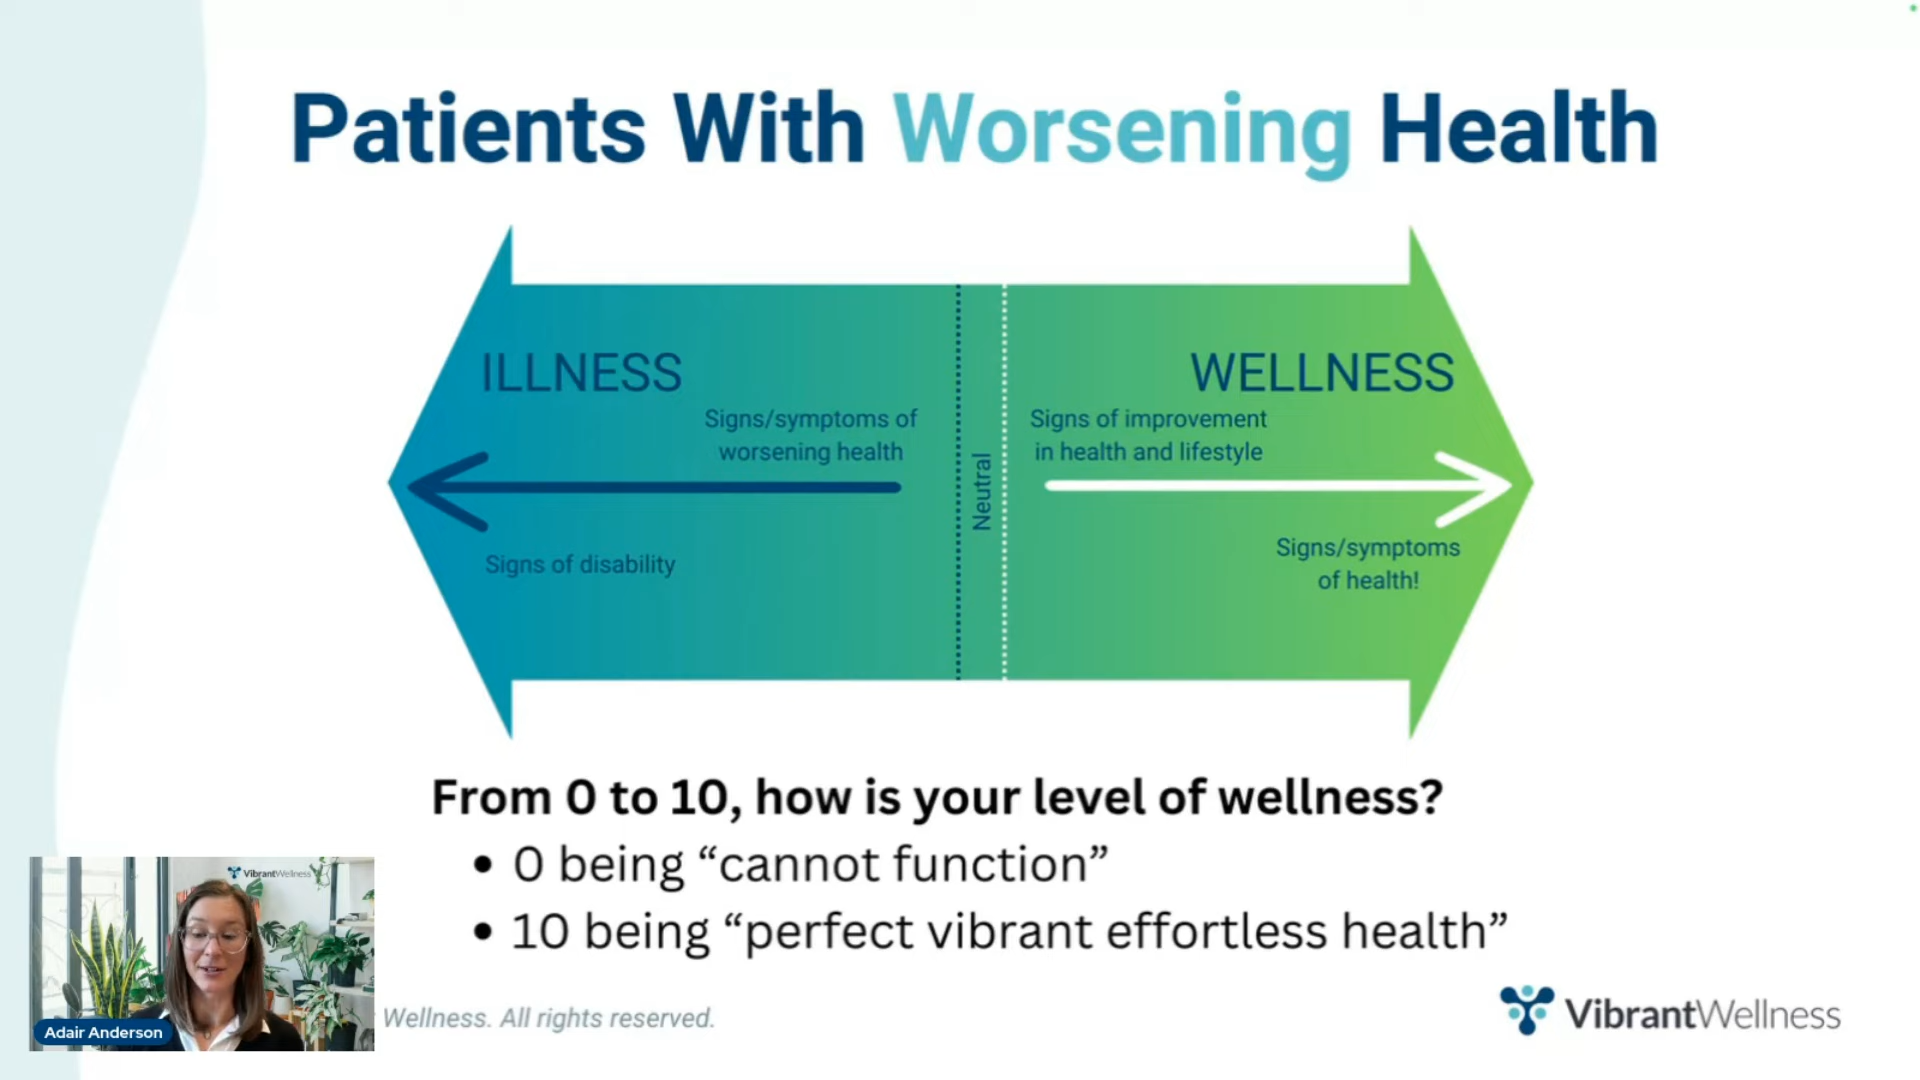 Patients With Worsening Health
ILLNESS
Signs/symptoms of
worsening health
Signs of disability
Neutral
WELLNESS
Signs of improvement
in health and lifestyle
Signs/symptoms
of health!
From 0 to 10, how is your level of wellness?
• 0 being “cannot function”
• 10 being “perfect vibrant effortless health”
VibrantWellness
Adair Anderson
Wellness. All rights reserved.
VibrantWellness